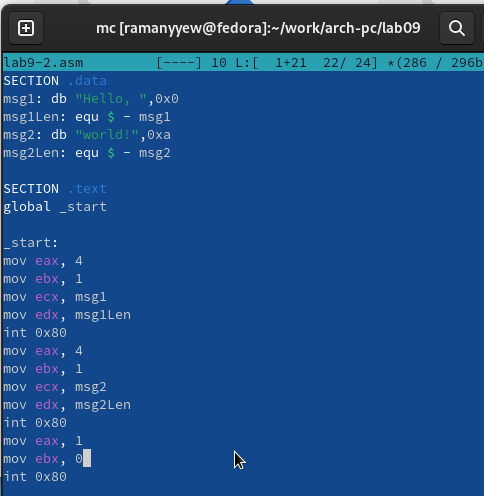 mc [ramanyyew@fedora]:~/work/arch-pc/lab09
lab9-2.asm [----] 10 L:[ 1+21 22/ 24] *(286 / 296b
SECTION .data
msg1: db "Hello, ",0x0
msg1Len: equ $ - msg1
msg2: db "world!",0xa
msg2Len: equ $ - msg2
SECTION .text
global _start
_start:
mov eax, 4
mov ebx, 1
mov ecx, msg1
mov edx, msg1Len
int 0x80
mov eax, 4
mov ebx, 1
mov ecx, msg2
mov edx, msg2Len
int 0x80
mov eax, 1
mov ebx, 0
int 0x80